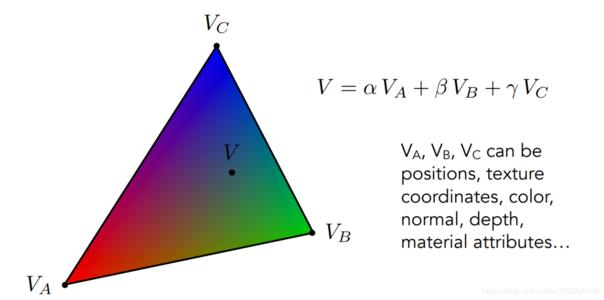 V_C
V = α V_A + β V_B + γ V_C
V
V_A, V_B, V_C can be
positions, texture
coordinates, color,
normal, depth,
material attributes...
V_B
V_A